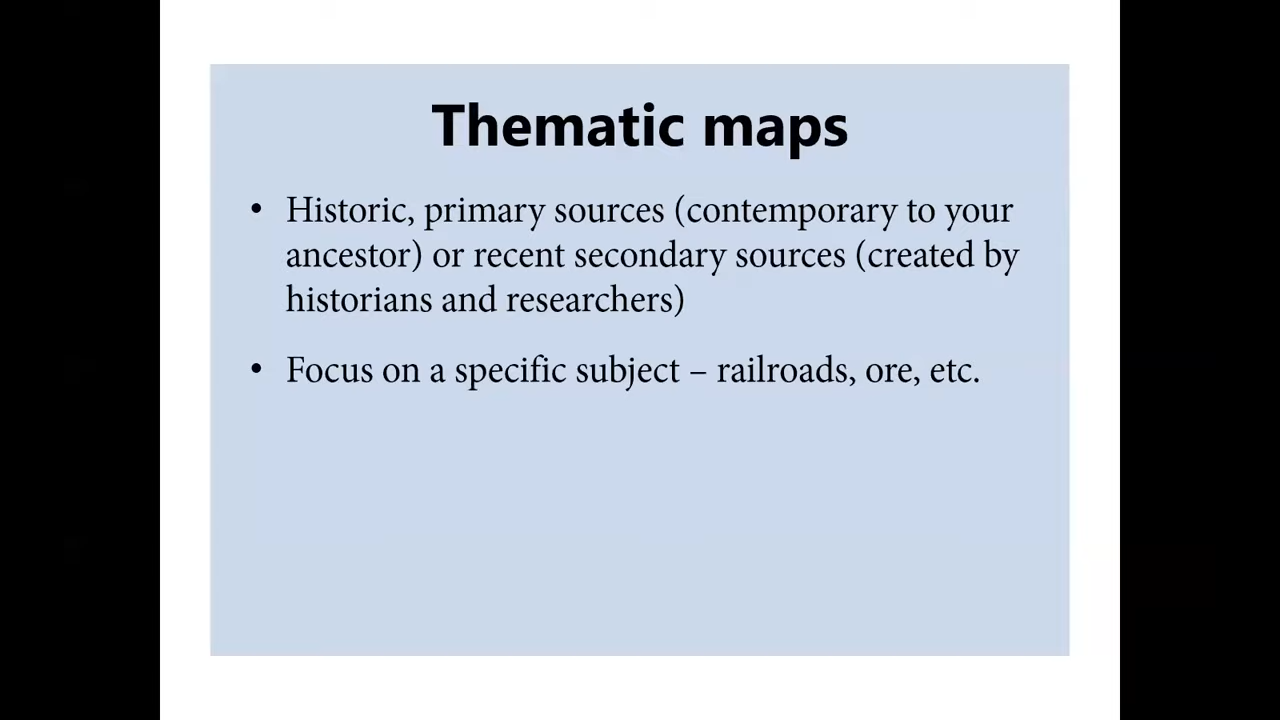 Thematic maps
• Historic, primary sources (contemporary to your
ancestor) or recent secondary sources (created by
historians and researchers)
• Focus on a specific subject – railroads, ore, etc.